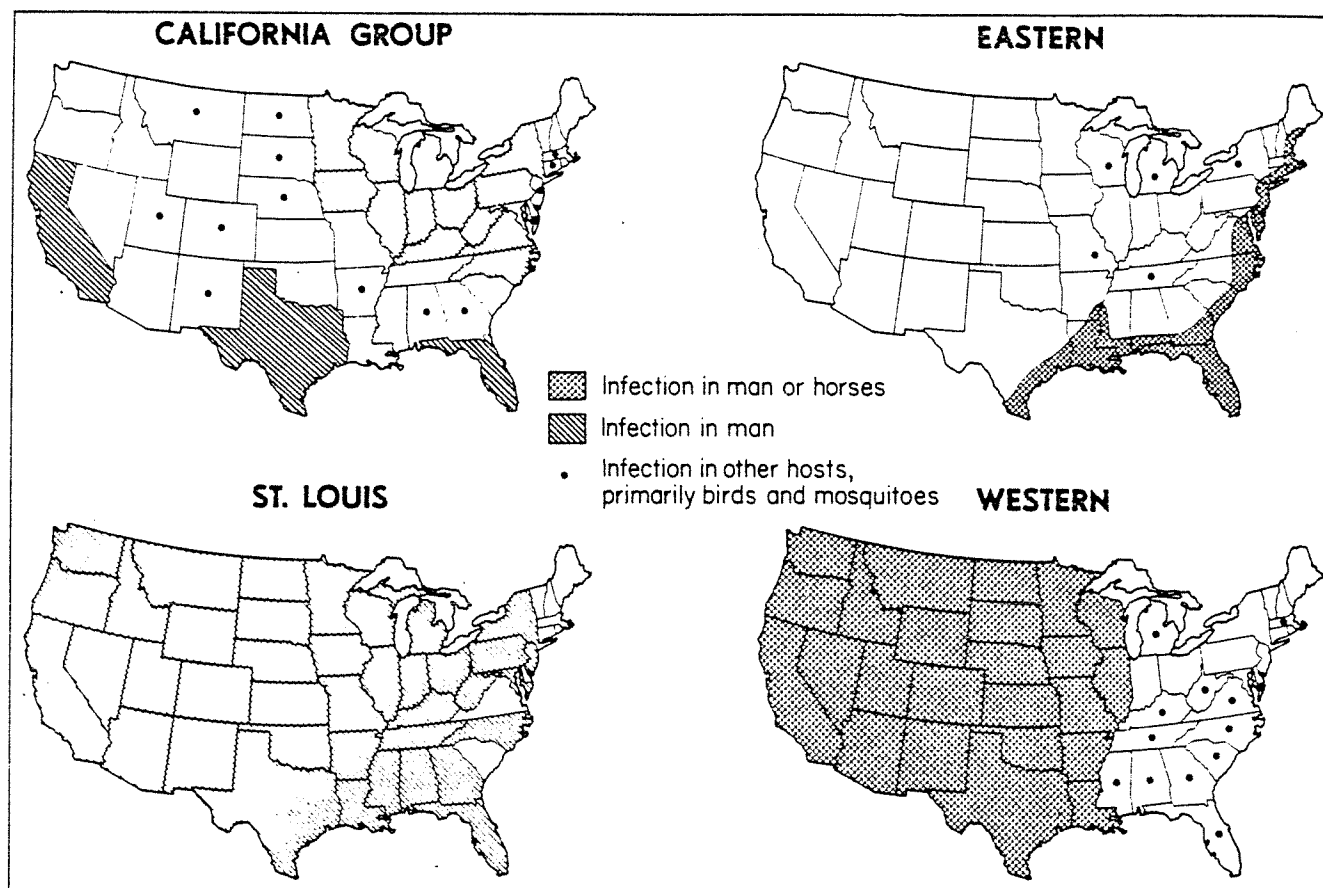 CALIFORNIA GROUP
EASTERN
Infection in man or horses
Infection in man
Infection in other hosts,
primarily birds and mosquitoes
ST. LOUIS
WESTERN